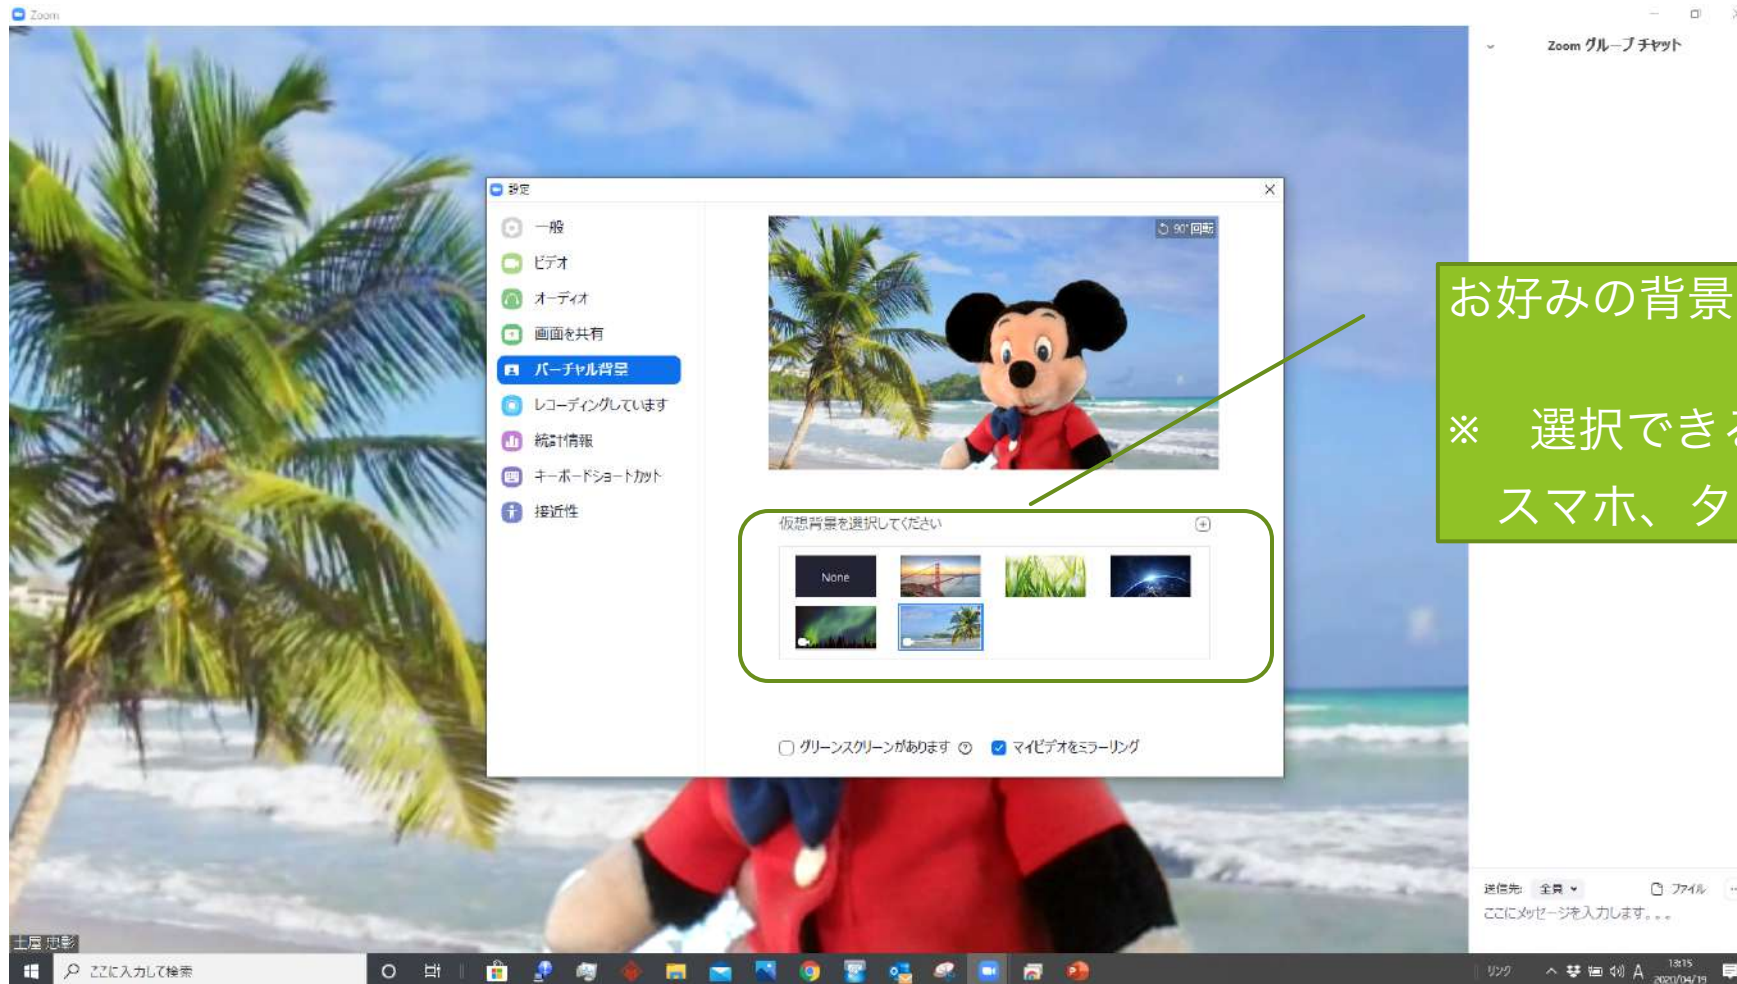 Zoom
Zoom グループ チャット
設定
一般
ビデオ
オーディオ
画面を共有
バーチャル背景
レコーディングしています
統計情報
キーボードショートカット
接近性
90°回転
仮想背景を選択してください
None
グリーンスクリーンがあります
マイビデオをミラーリング
お好みの背景
※ 選択でき
スマホ、タ
送信先: 全員
ファイル
ここにメッセージを入力します。。。
土屋 忠彰
ここに入力して検索
リンク
A
13:15
2020/04/19